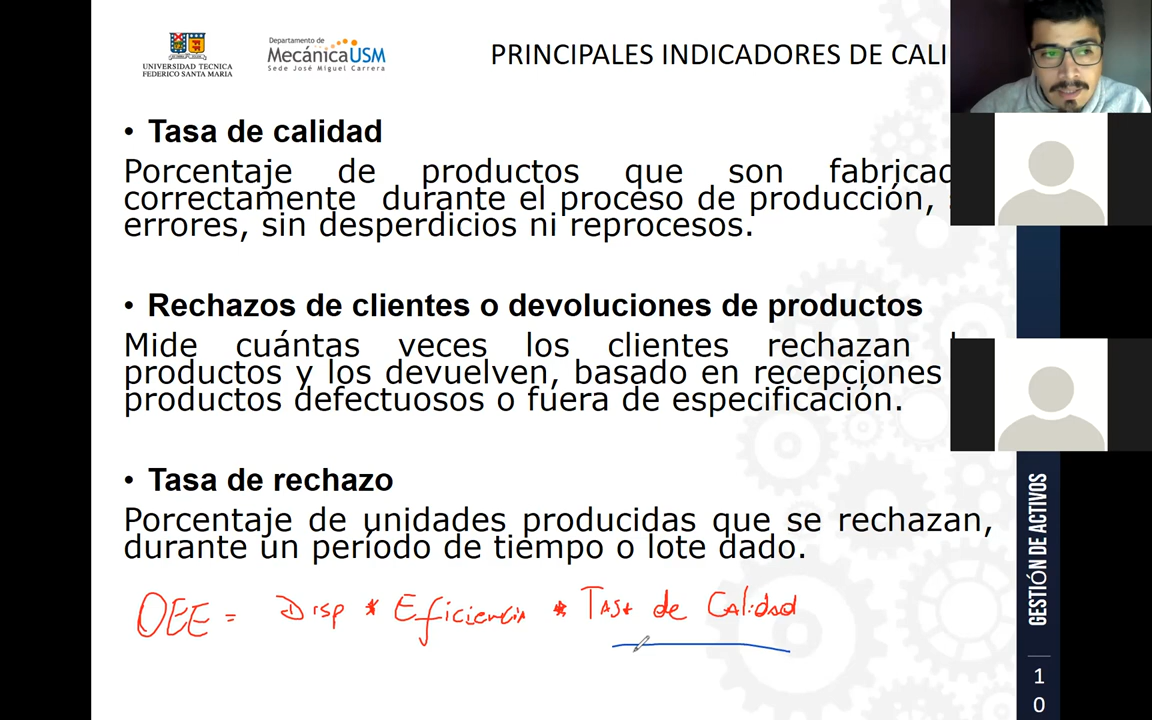 UNIVERSIDAD TECNICA
FEDERICO SANTA MARIA
Departamento de
MecánicaUSM
Sede José Miguel Carrera
PRINCIPALES INDICADORES DE CALI
• Tasa de calidad
Porcentaje de productos que son fabricad
correctamente durante el proceso de producción,
errores, sin desperdicios ni reprocesos.
• Rechazos de clientes o devoluciones de productos
Mide cuántas veces los clientes rechazan
productos y los devuelven, basado en recepciones
productos defectuosos o fuera de especificación.
• Tasa de rechazo
Porcentaje de unidades producidas que se rechazan,
durante un período de tiempo o lote dado.
OEE = Disp * Eficiencia * Tasa de Calidad
GESTIÓN DE ACTIVOS
1
0